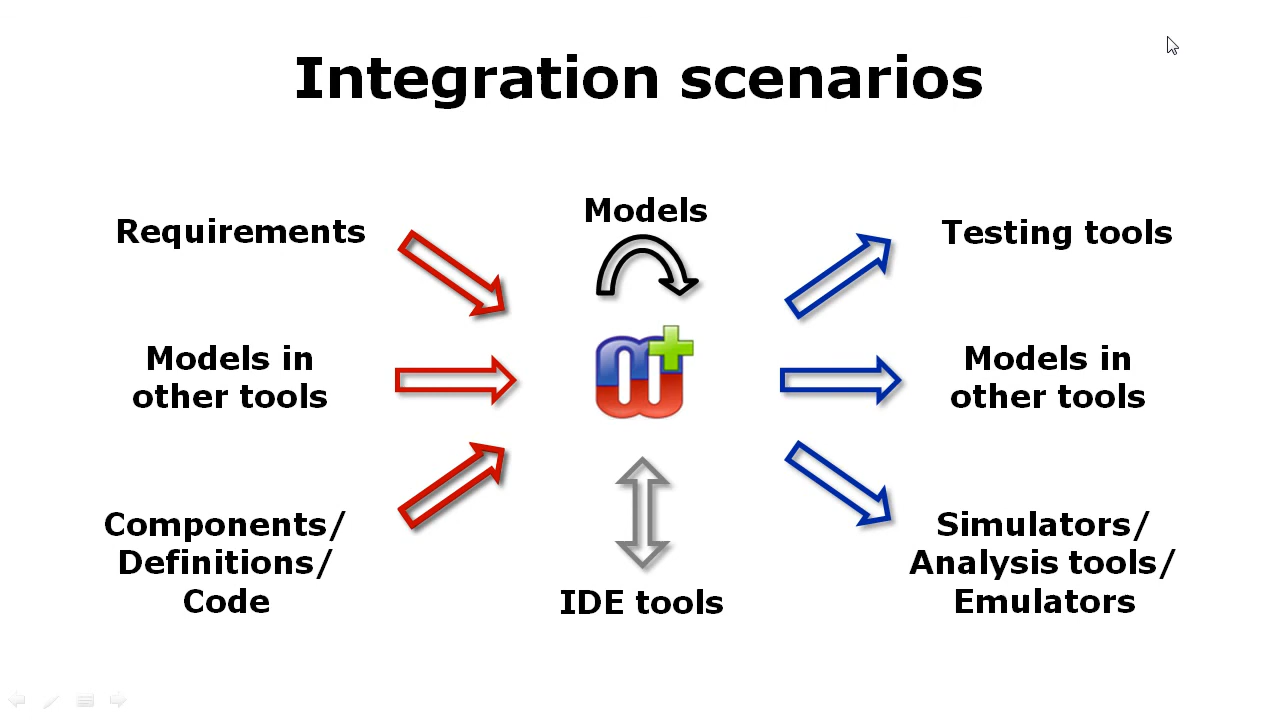 Integration scenarios
Models
Requirements
Testing tools
Models in
other tools
Models in
other tools
Components/
Definitions/
Code
IDE tools
Simulators/
Analysis tools/
Emulators